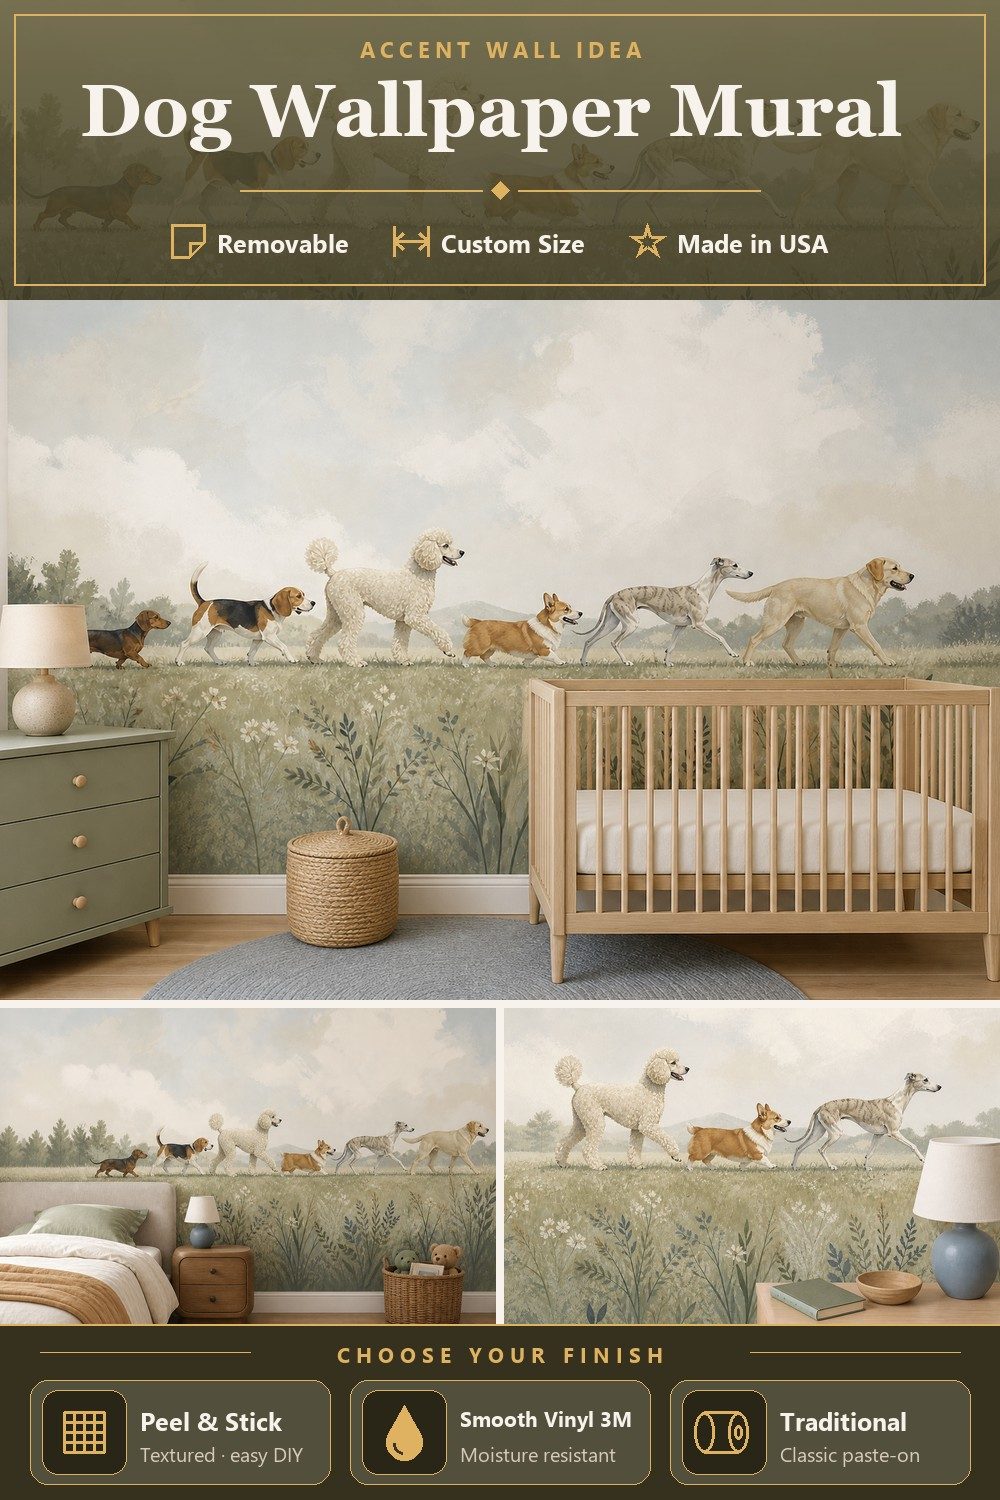 ACCENT WALL IDEA
Dog Wallpaper Mural
Removable
Custom Size
Made in USA
CHOOSE YOUR FINISH
Peel & Stick
Textured · easy DIY
Smooth Vinyl 3M
Moisture resistant
Traditional
Classic paste-on